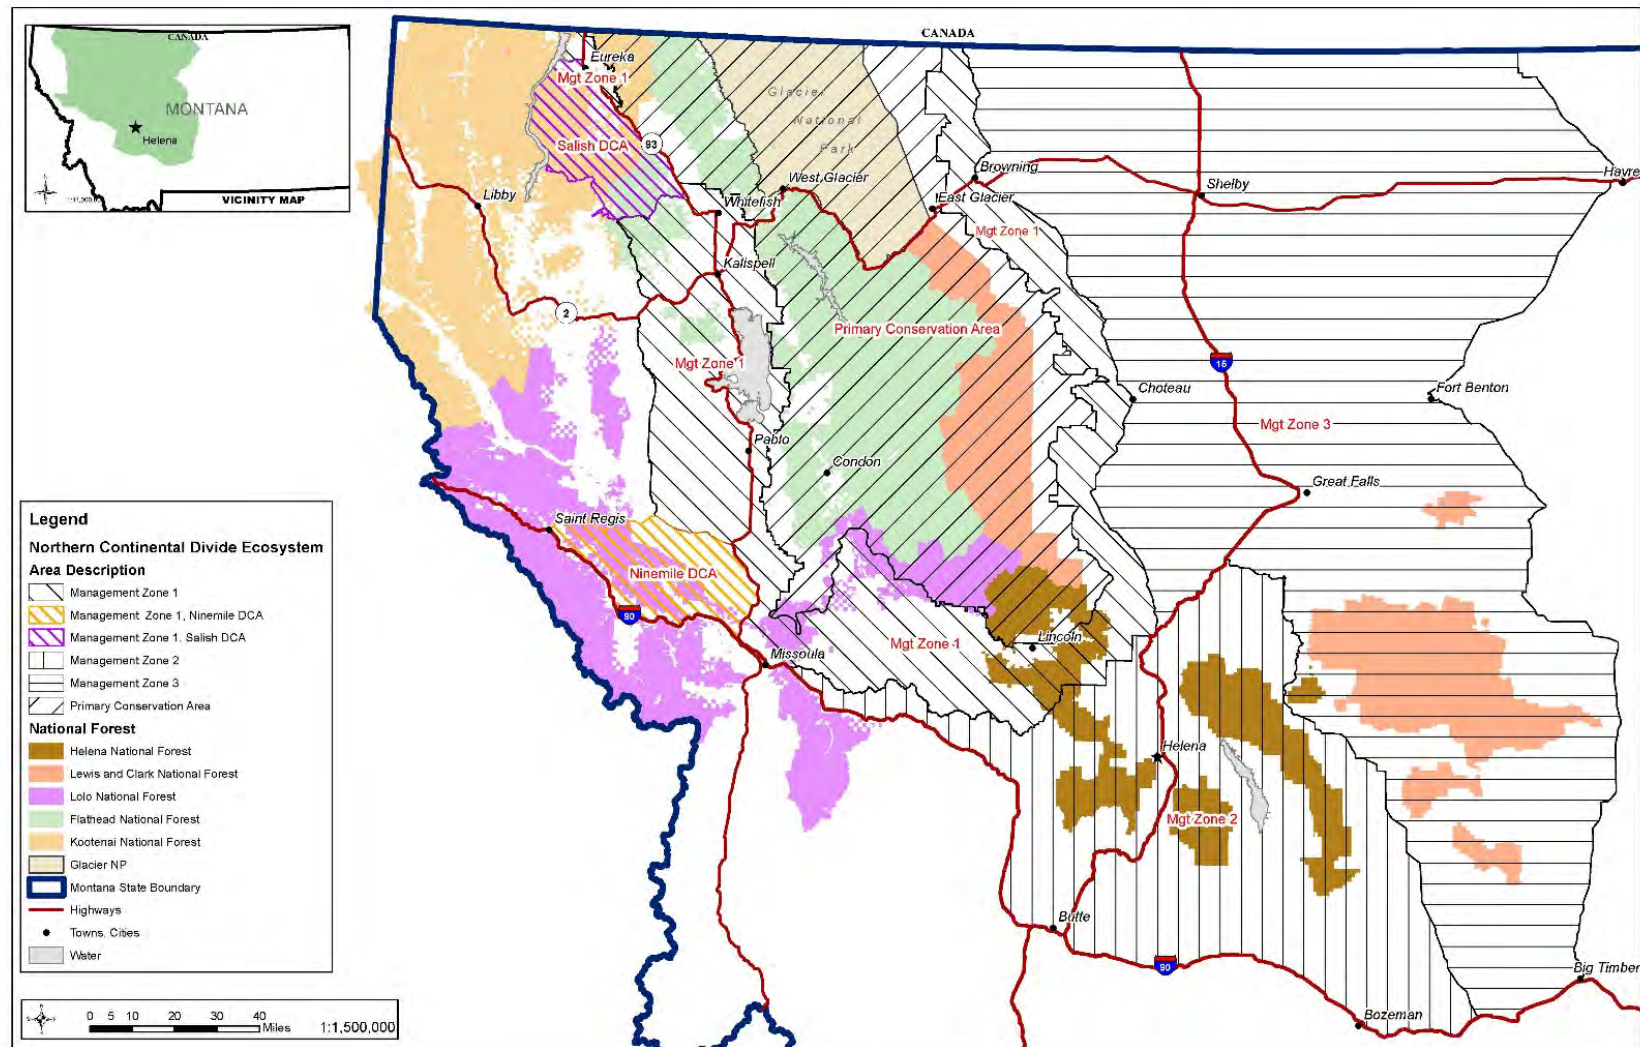 CANADA
MONTANA
Helena
VICINITY MAP
CANADA
Eureka
Mgt Zone 1
Glacier
National
Park
Salish DCA
93
Libby
Whitefish
West Glacier
Browning
East Glacier
Mgt Zone 1
Shelby
Havre
Kalispell
2
Primary Conservation Area
Mgt Zone 1
15
Choteau
Fort Benton
Mgt Zone 3
Pablo
Condon
Great Falls
Saint Regis
Ninemile DCA
90
Missoula
Mgt Zone 1
Lincoln
Helena
Mgt Zone 2
Butte
90
Big Timber
Bozeman
Legend
Northern Continental Divide Ecosystem
Area Description
Management Zone 1
Management Zone 1, Ninemile DCA
Management Zone 1. Salish DCA
Management Zone 2
Management Zone 3
Primary Conservation Area
National Forest
Helena National Forest
Lewis and Clark National Forest
Lolo National Forest
Flathead National Forest
Kootenai National Forest
Glacier NP
Montana State Boundary
Highways
Towns, Cities
Water
0 5 10 20 30 40
Miles
1:1,500,000